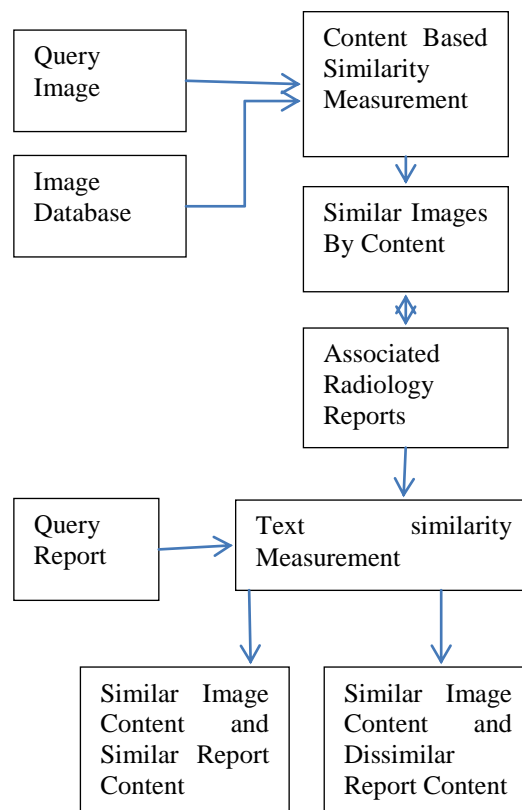 Query
Image
Content Based
Similarity
Measurement
Image
Database
Similar Images
By Content
Associated
Radiology
Reports
Query
Report
Text similarity
Measurement
Similar Image
Content and
Similar Report
Content
Similar Image
Content and
Dissimilar
Report Content